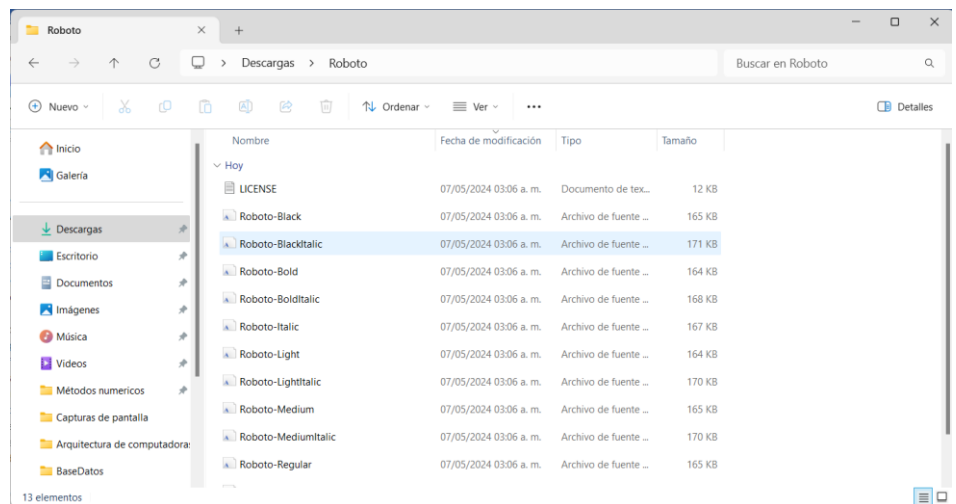 Roboto
Descargas > Roboto
Buscar en Roboto
Nuevo
Ordenar
Ver
Detalles
Inicio
Galería
Descargas
Escritorio
Documentos
Imágenes
Música
Videos
Métodos numericos
Capturas de pantalla
Arquitectura de computadora
BaseDatos
Nombre Fecha de modificación Tipo Tamaño
Hoy
LICENSE 07/05/2024 03:06 a. m. Documento de tex... 12 KB
Roboto-Black 07/05/2024 03:06 a. m. Archivo de fuente ... 165 KB
Roboto-BlackItalic 07/05/2024 03:06 a. m. Archivo de fuente ... 171 KB
Roboto-Bold 07/05/2024 03:06 a. m. Archivo de fuente ... 164 KB
Roboto-BoldItalic 07/05/2024 03:06 a. m. Archivo de fuente ... 168 KB
Roboto-Italic 07/05/2024 03:06 a. m. Archivo de fuente ... 167 KB
Roboto-Light 07/05/2024 03:06 a. m. Archivo de fuente ... 164 KB
Roboto-LightItalic 07/05/2024 03:06 a. m. Archivo de fuente ... 170 KB
Roboto-Medium 07/05/2024 03:06 a. m. Archivo de fuente ... 165 KB
Roboto-MediumItalic 07/05/2024 03:06 a. m. Archivo de fuente ... 170 KB
Roboto-Regular 07/05/2024 03:06 a. m. Archivo de fuente ... 165 KB
13 elementos